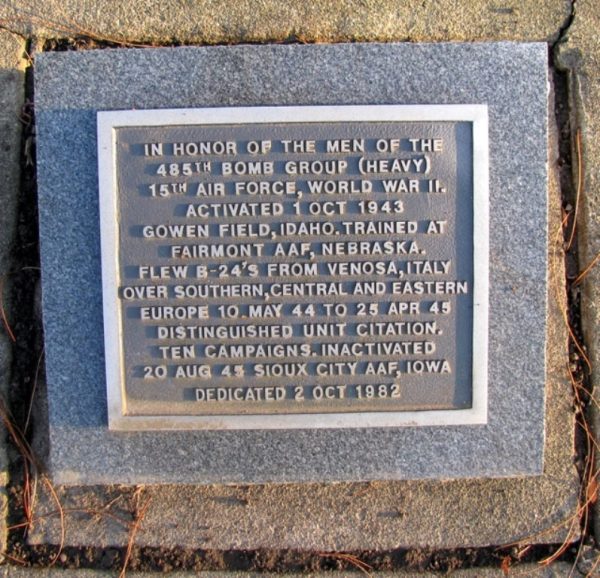 IN HONOR OF THE MEN OF THE
485TH BOMB GROUP (HEAVY)
15TH AIR FORCE, WORLD WAR II.
ACTIVATED 1 OCT 1943
GOWEN FIELD, IDAHO. TRAINED AT
FAIRMONT AAF, NEBRASKA.
FLEW B-24'S FROM VENOSA, ITALY
OVER SOUTHERN, CENTRAL AND EASTERN
EUROPE 10. MAY 44 TO 25 APR 45
DISTINGUISHED UNIT CITATION.
TEN CAMPAIGNS. INACTIVATED
20 AUG 45 SIOUX CITY AAF, IOWA
DEDICATED 2 OCT 1982